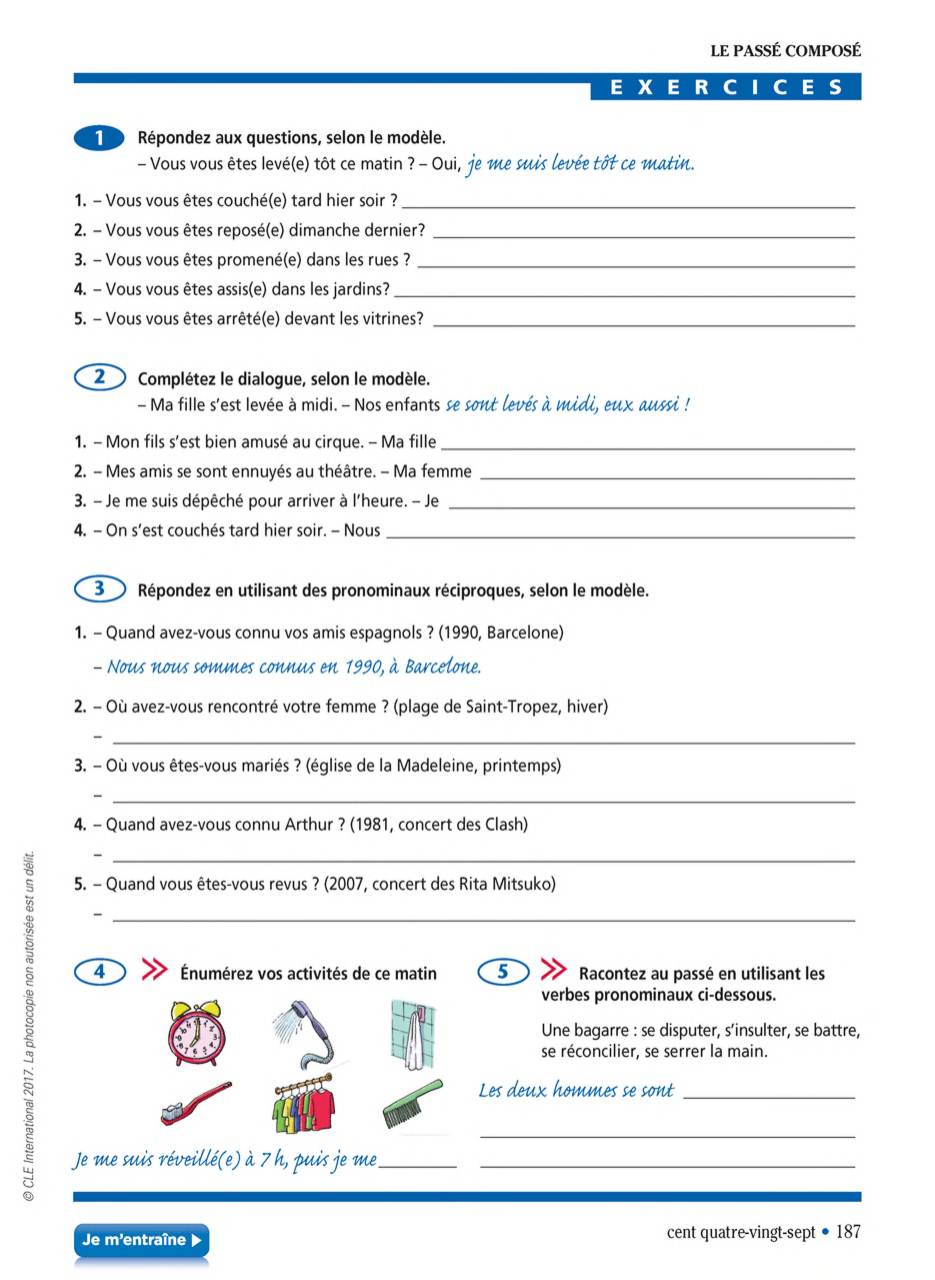 LE PASSÉ COMPOSÉ
EXERCICES
1 Répondez aux questions, selon le modèle.
– Vous vous êtes levé(e) tôt ce matin ? – Oui, je me suis levée tôt ce matin.
1. – Vous vous êtes couché(e) tard hier soir ?
2. – Vous vous êtes reposé(e) dimanche dernier?
3. – Vous vous êtes promené(e) dans les rues ?
4. – Vous vous êtes assis(e) dans les jardins?
5. – Vous vous êtes arrêté(e) devant les vitrines?
2 Complétez le dialogue, selon le modèle.
– Ma fille s’est levée à midi. – Nos enfants se sont levés à midi, eux aussi !
1. – Mon fils s’est bien amusé au cirque. – Ma fille
2. – Mes amis se sont ennuyés au théâtre. – Ma femme
3. – Je me suis dépêché pour arriver à l’heure. – Je
4. – On s’est couchés tard hier soir. – Nous
3 Répondez en utilisant des pronominaux réciproques, selon le modèle.
1. – Quand avez-vous connu vos amis espagnols ? (1990, Barcelone)
– Nous nous sommes connus en 1990, à Barcelone.
2. – Où avez-vous rencontré votre femme ? (plage de Saint-Tropez, hiver)
–
3. – Où vous êtes-vous mariés ? (église de la Madeleine, printemps)
–
4. – Quand avez-vous connu Arthur ? (1981, concert des Clash)
–
5. – Quand vous êtes-vous revus ? (2007, concert des Rita Mitsuko)
–
4 Énumérez vos activités de ce matin
Je me suis réveillé(e) à 7 h, puis je me
5 Racontez au passé en utilisant les
verbes pronominaux ci-dessous.
Une bagarre : se disputer, s’insulter, se battre,
se réconcilier, se serrer la main.
Les deux hommes se sont
© CLE International 2017. La photocopie non autorisée est un délit.
Je m’entraîne
cent quatre-vingt-sept • 187